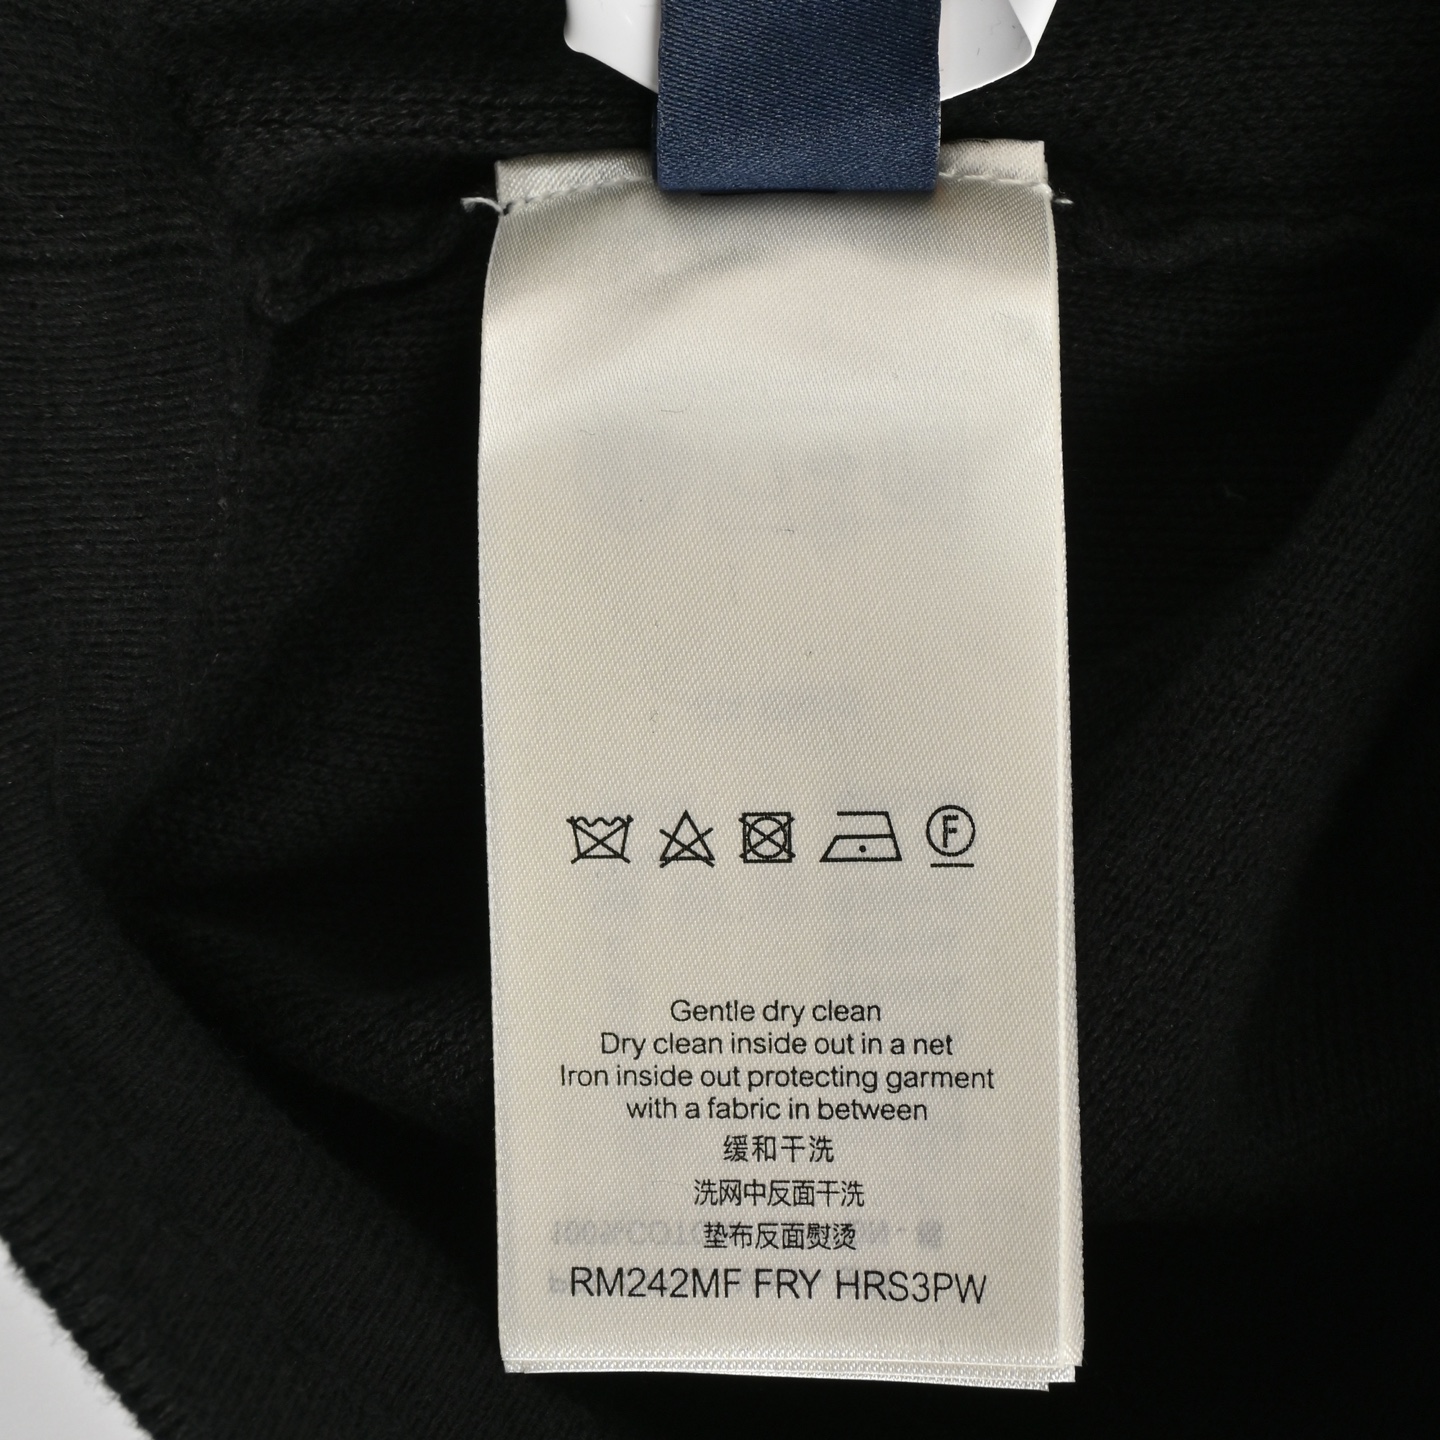 F
Gentle dry clean
Dry clean inside out in a net
Iron inside out protecting garment
with a fabric in between
缓和干洗
洗网中反面干洗
垫布反面熨烫
100%COTO
RM242MF FRY HRS3PW